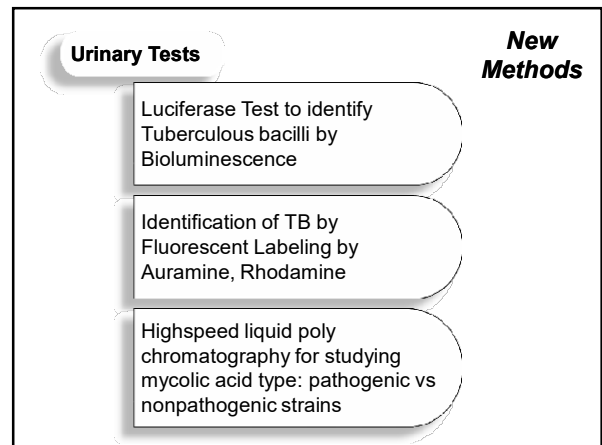 Urinary Tests
New
Methods
Luciferase Test to identify
Tuberculous bacilli by
Bioluminescence
Identification of TB by
Fluorescent Labeling by
Auramine, Rhodamine
Highspeed liquid poly
chromatography for studying
mycolic acid type: pathogenic vs
nonpathogenic strains